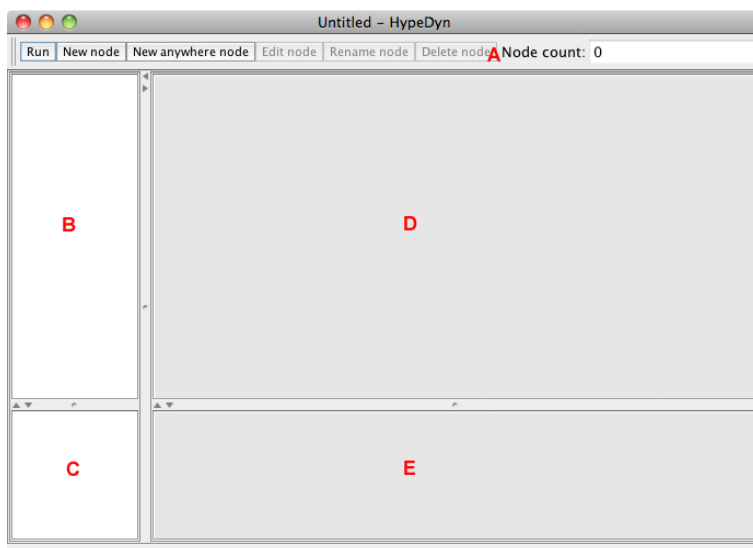 Untitled – HypeDyn
Run New node New anywhere node Edit node Rename node Delete node A Node count: 0
B D
C E